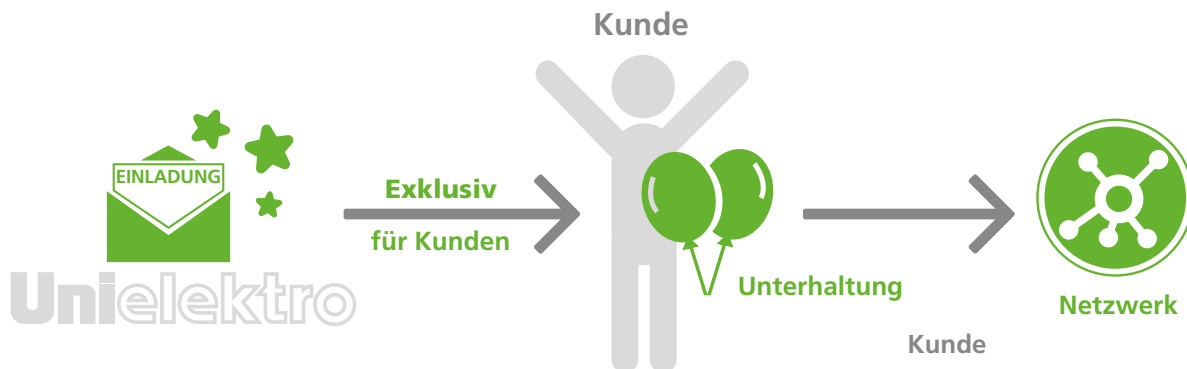 Kunde
EINLADUNG
Exklusiv
für Kunden
Unielektro
Unterhaltung
Netzwerk
Kunde